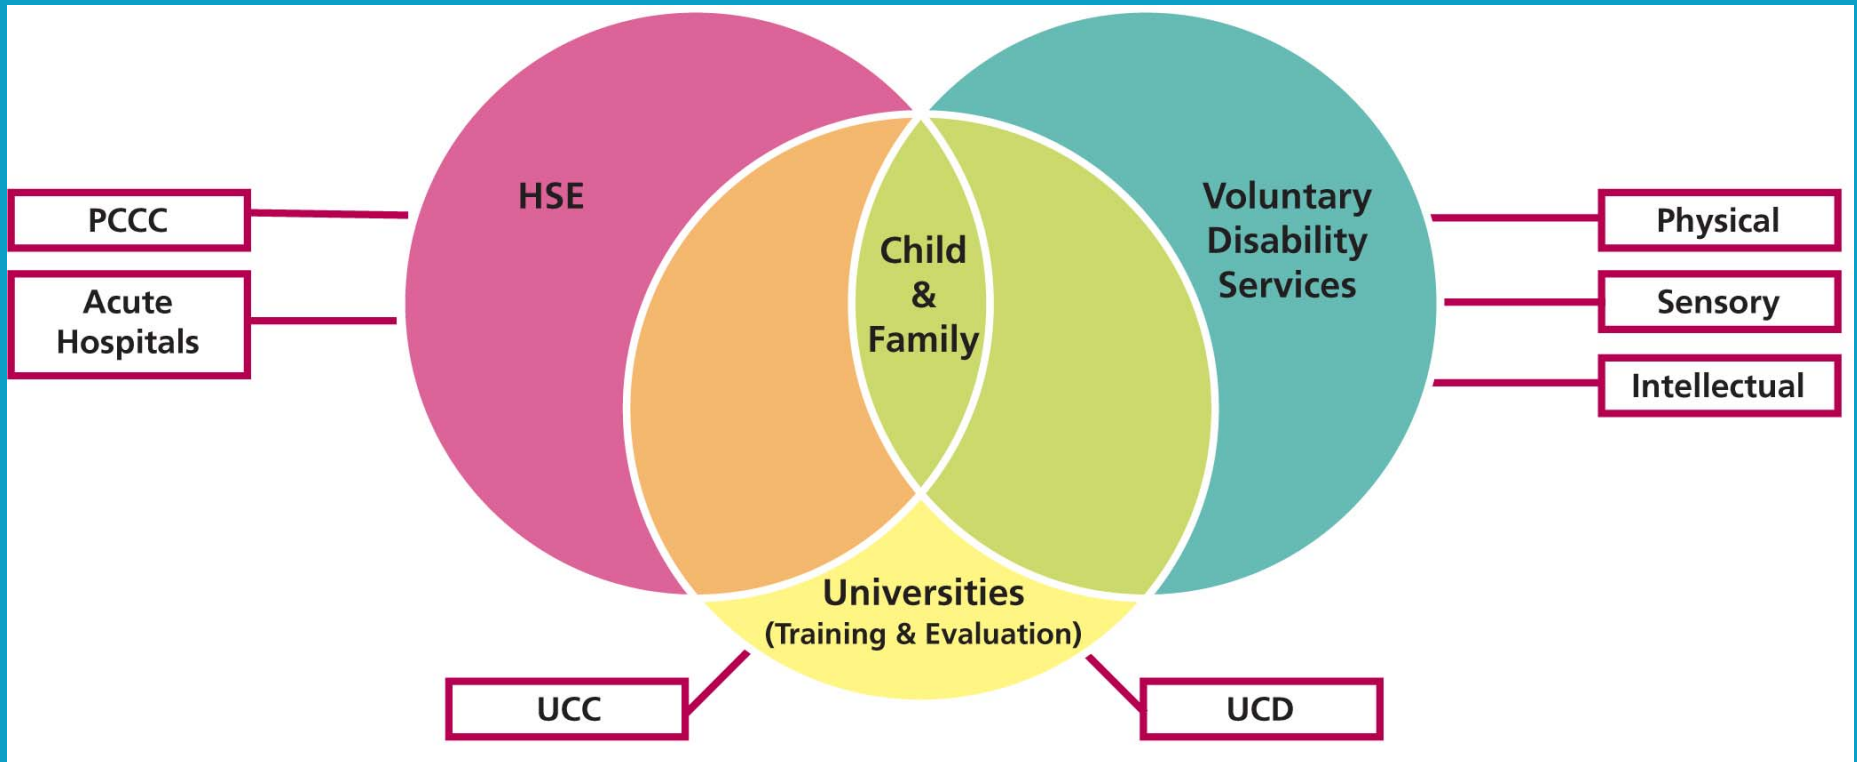 HSE
Voluntary
Disability
Services
Child
&
Family
PCCC
Acute
Hospitals
Physical
Sensory
Intellectual
Universities
(Training & Evaluation)
UCC
UCD